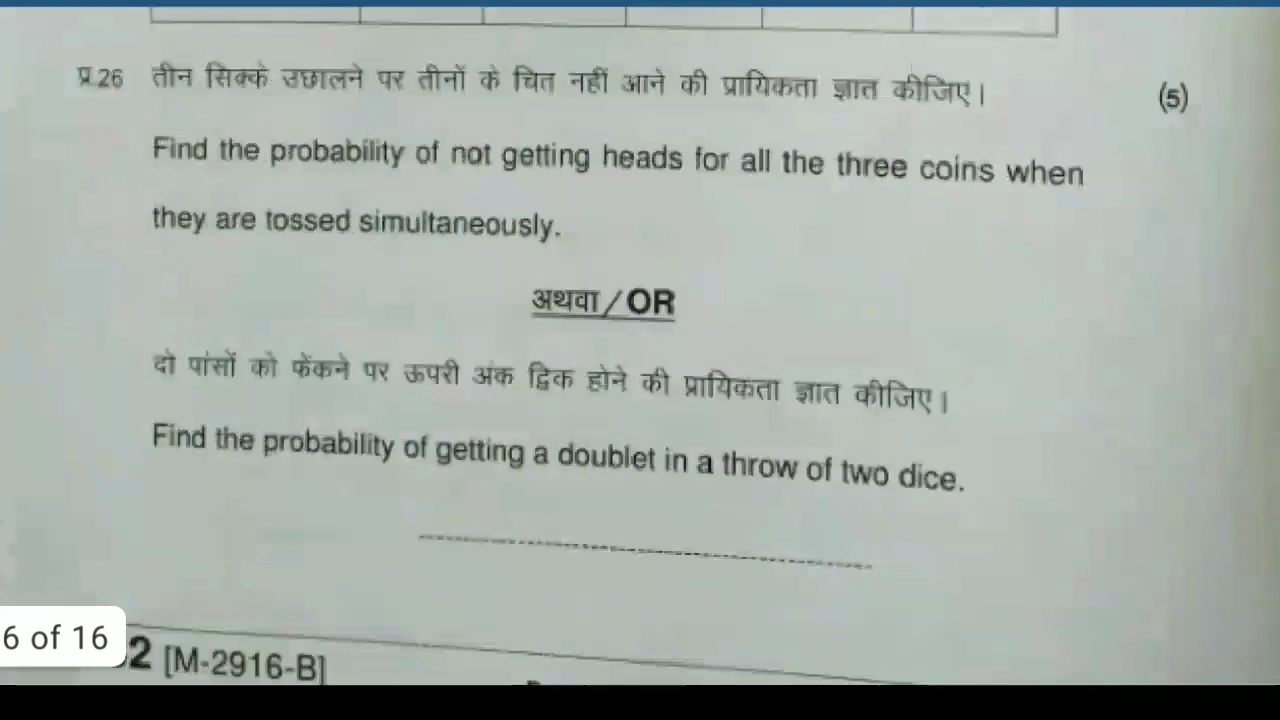 प्र.26 तीन सिक्के उछालने पर तीनों के चित नहीं आने की प्रायिकता ज्ञात कीजिए। (5)
Find the probability of not getting heads for all the three coins when
they are tossed simultaneously.
अथवा/OR
दो पांसों को फेंकने पर ऊपरी अंक द्विक होने की प्रायिकता ज्ञात कीजिए।
Find the probability of getting a doublet in a throw of two dice.
6 of 16
2 [M-2916-B]